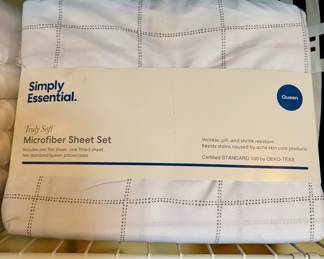 Simply
Essential.
Queen
Truly Soft
Microfiber Sheet Set
Includes one flat sheet, one fitted sheet,
two standard/queen pillowcases
Wrinkle, pill, and shrink resistant
Resists stains caused by acne skin care products
Certified STANDARD 100 by OEKO-TEX®